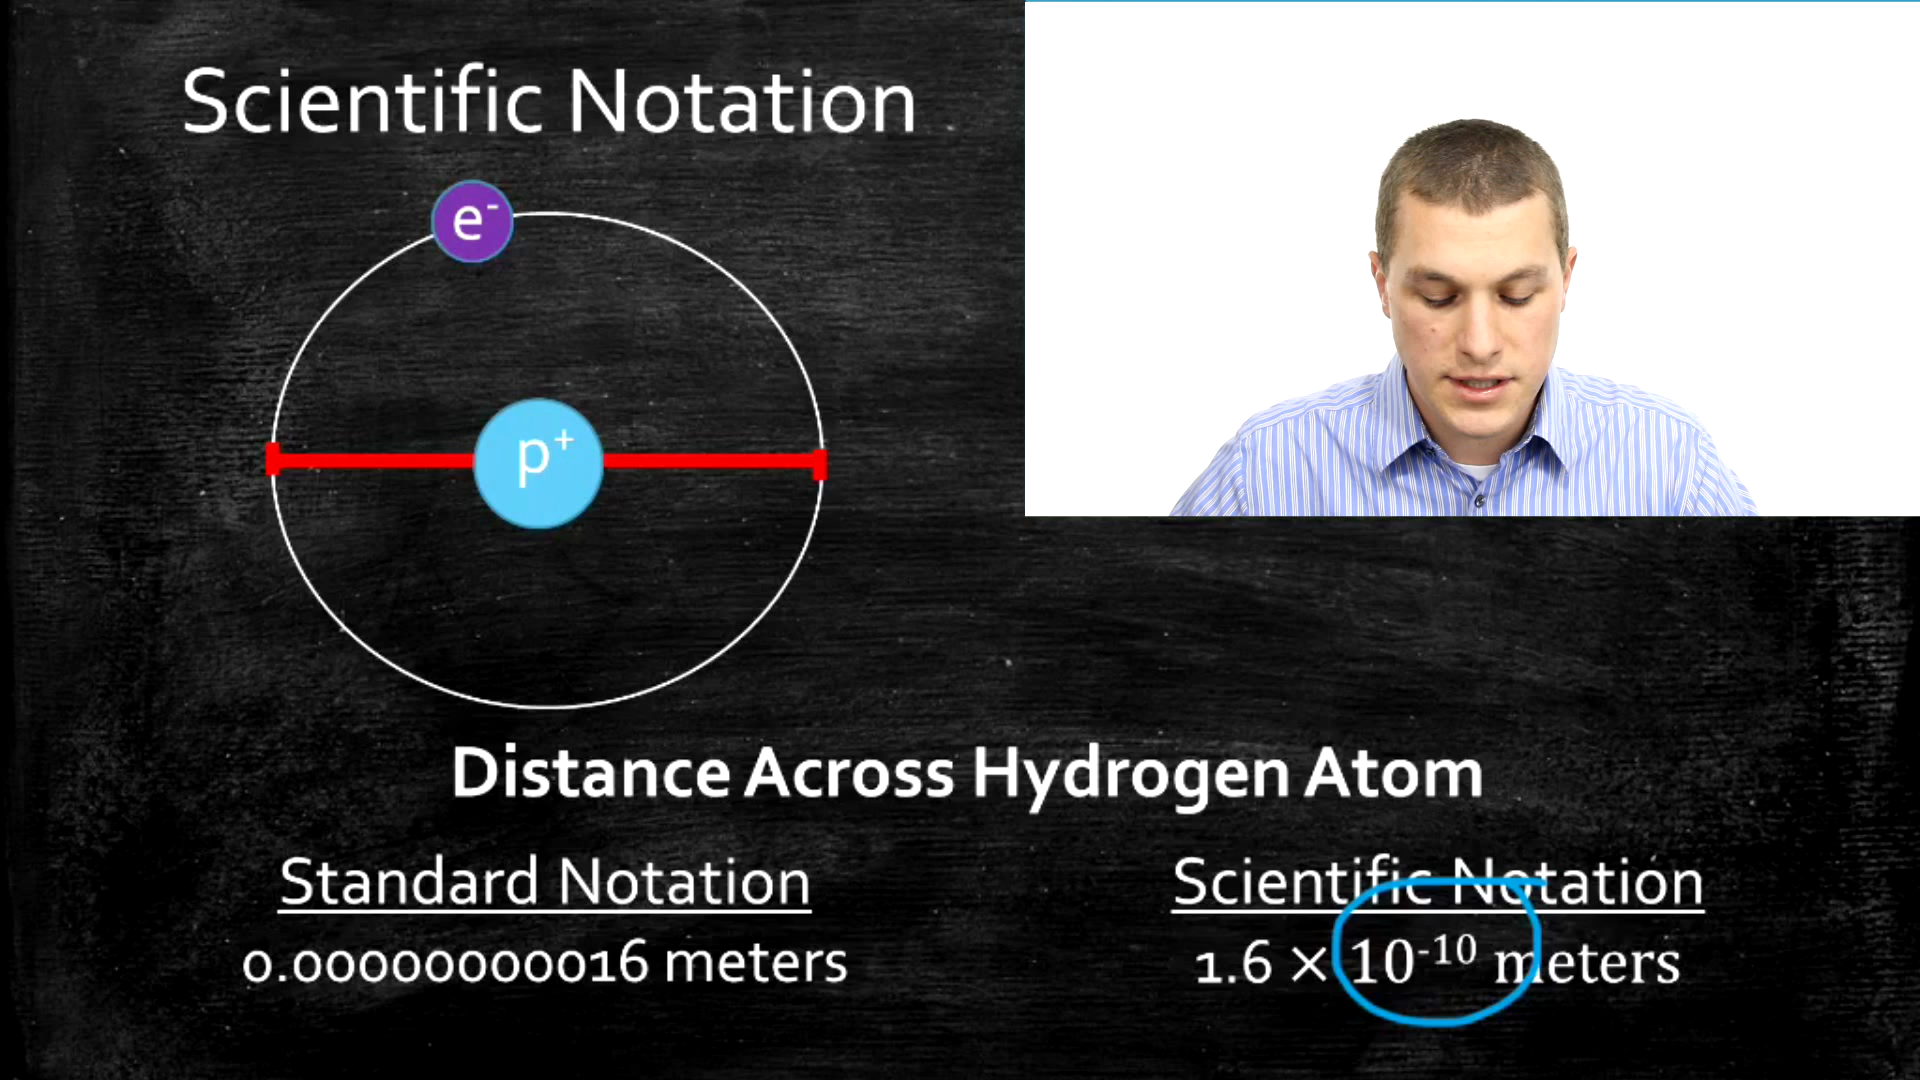 Scientific Notation
e⁻
p⁺
Distance Across Hydrogen Atom
Standard Notation
0.00000000016 meters
Scientific Notation
1.6 × 10⁻¹⁰ meters